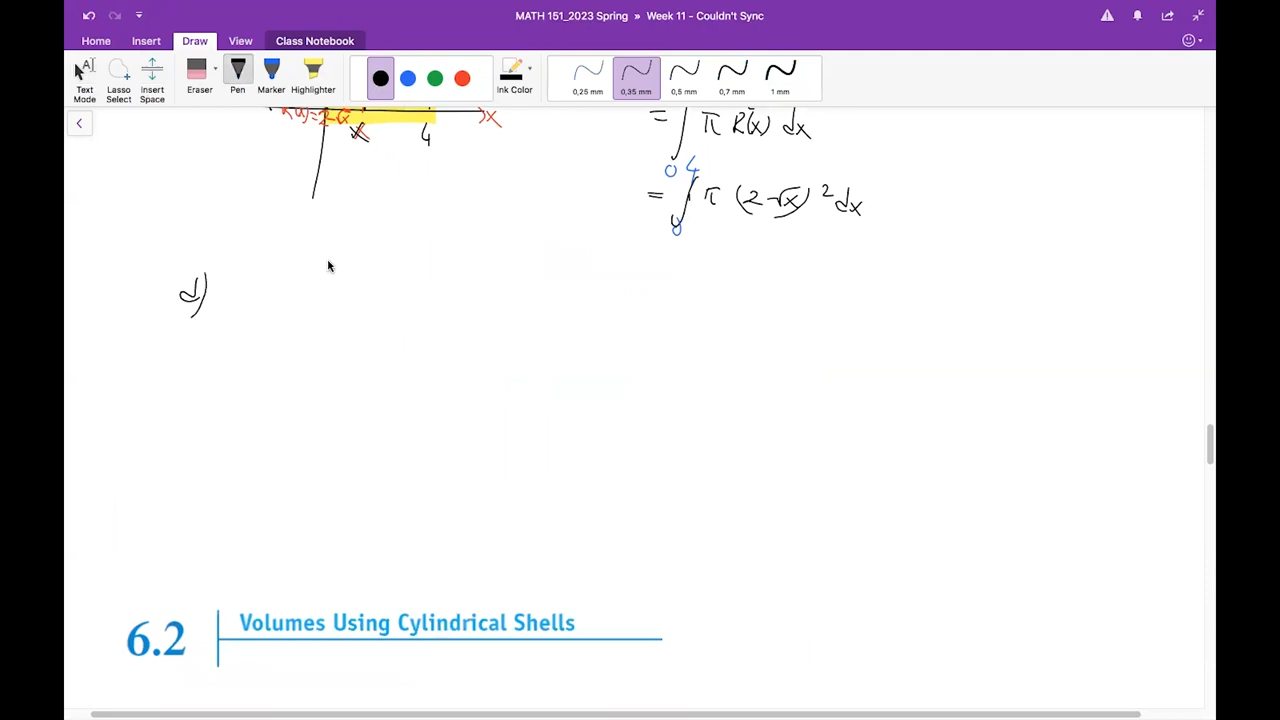 MATH 151_2023 Spring » Week 11 - Couldn't Sync
Home Insert Draw View Class Notebook
Text Mode
Lasso Select
Insert Space
Eraser
Pen
Marker
Highlighter
Ink Color
0,25 mm
0,35 mm
0,5 mm
0,7 mm
1 mm
=2-√x
x
x
4
= ∫ π R(x) dx
0
4
= ∫ π (2-√x)² dx
0
d)
6.2 Volumes Using Cylindrical Shells